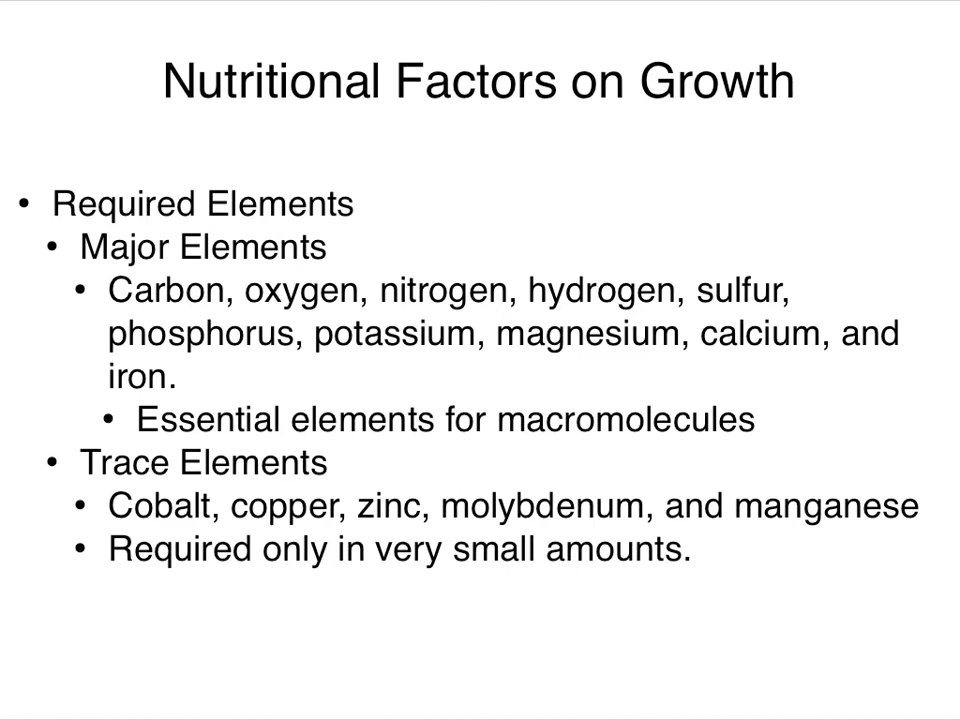 Nutritional Factors on Growth
• Required Elements
• Major Elements
• Carbon, oxygen, nitrogen, hydrogen, sulfur,
phosphorus, potassium, magnesium, calcium, and
iron.
• Essential elements for macromolecules
• Trace Elements
• Cobalt, copper, zinc, molybdenum, and manganese
• Required only in very small amounts.